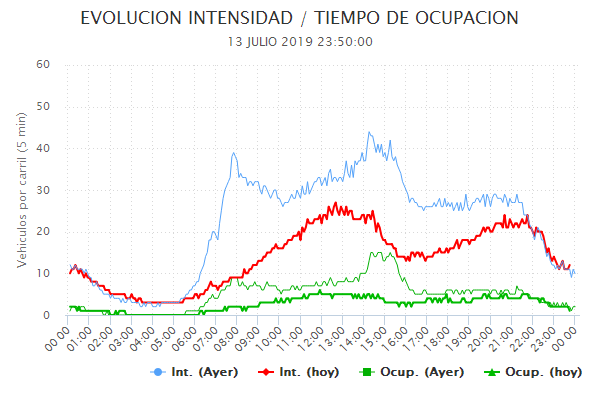 EVOLUCION INTENSIDAD / TIEMPO DE OCUPACION
13 JULIO 2019 23:50:00
Vehiculos por carril (5 min)
60
50
40
30
20
10
0
00:00 01:00 02:00 03:00 04:00 05:00 06:00 07:00 08:00 09:00 10:00 11:00 12:00 13:00 14:00 15:00 16:00 17:00 18:00 19:00 20:00 21:00 22:00 23:00 00:00
Int. (Ayer) Int. (hoy) Ocup. (Ayer) Ocup. (hoy)